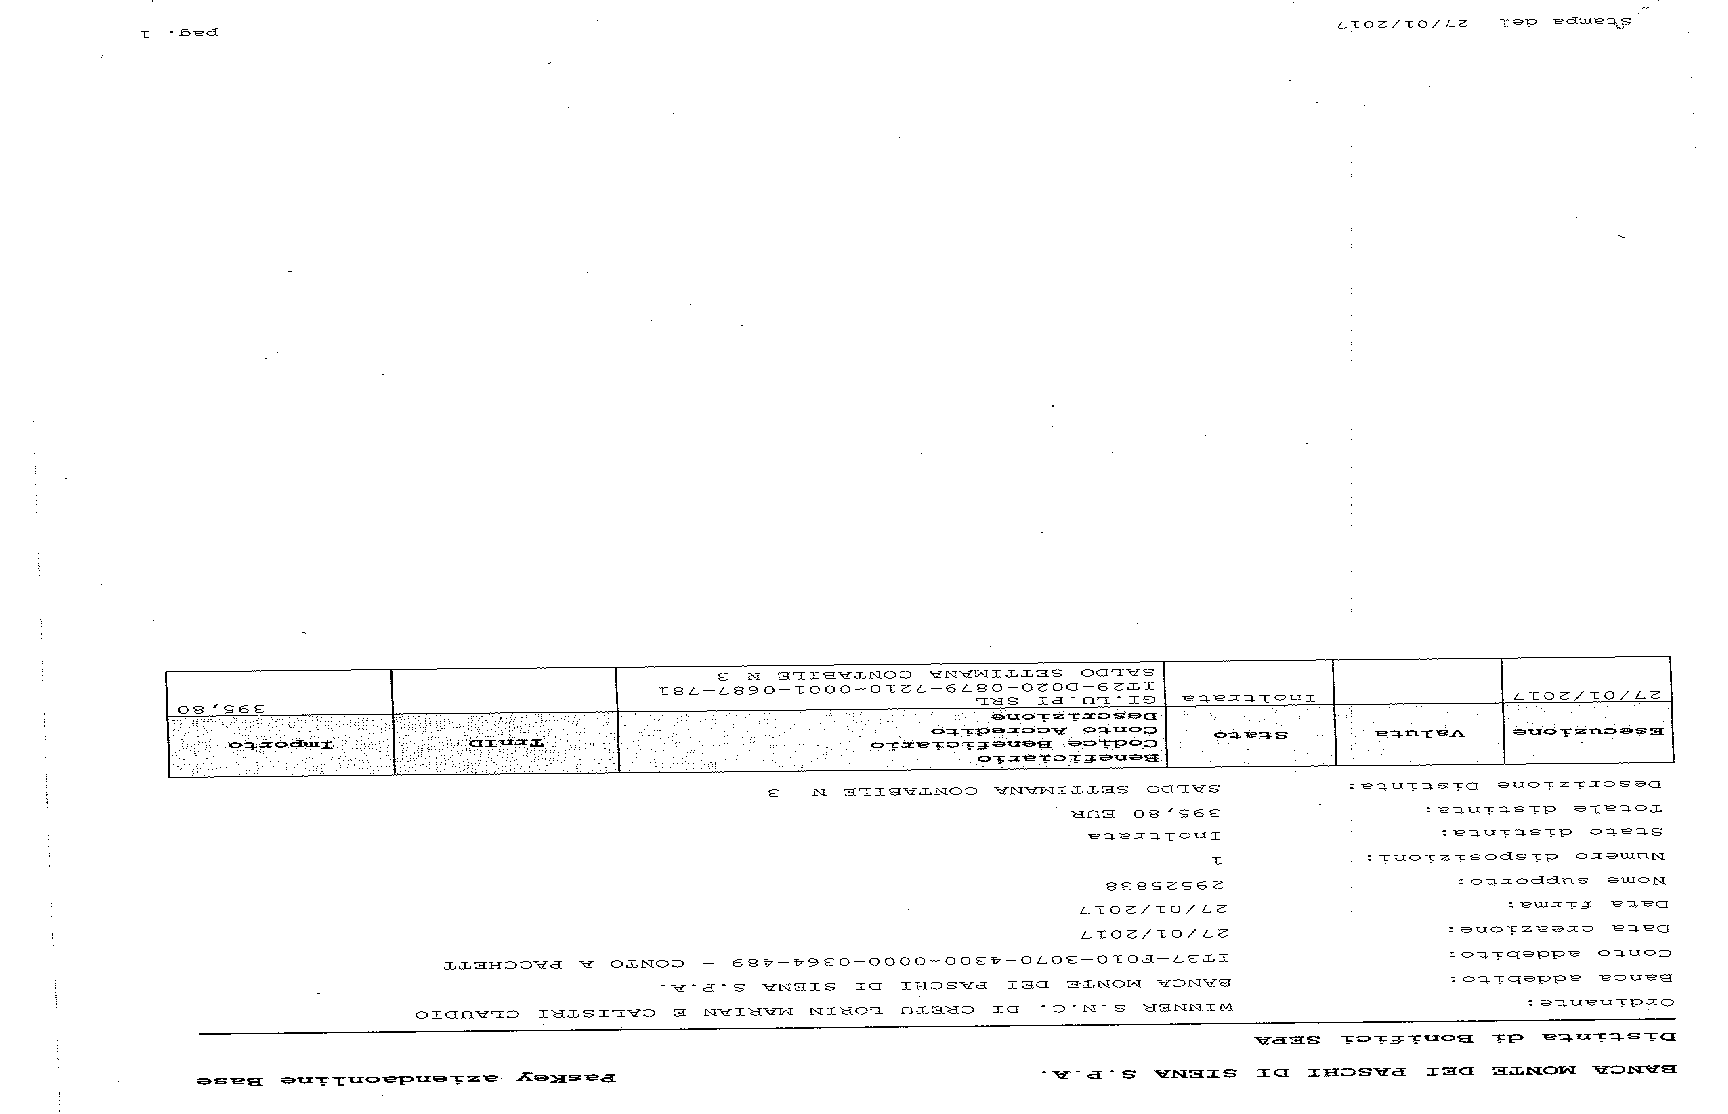 BANCA MONTE DEI PASCHI DI SIENA S.P.A. PasKey aziendaonline Base
Distinta di Bonifici SEPA
Ordinante: WINNER S.N.C. DI CRETU LORIN MARIAN E CALISTRI CLAUDIO
Banca addebito: BANCA MONTE DEI PASCHI DI SIENA S.P.A.
Conto addebito: IT37-F010-3070-4300-0000-0364-489 - CONTO A PACCHETT
Data creazione: 27/01/2017
Data firma: 27/01/2017
Nome supporto: 29525838
Numero disposizioni: 1
Stato distinta: Inoltrata
Totale distinta: 395,80 EUR
Descrizione Distinta: SALDO SETTIMANA CONTABILE N 3
Esecuzione Valuta Stato Beneficiario TrnID Importo
Codice Beneficiario
Conto Accredito
Descrizione
27/01/2017 Inoltrata GI.LU PI SRL 395,80
IT29-D020-0879-7210-0001-0687-781
SALDO SETTIMANA CONTABILE N 3
Stampa del 27/01/2017 pag. 1